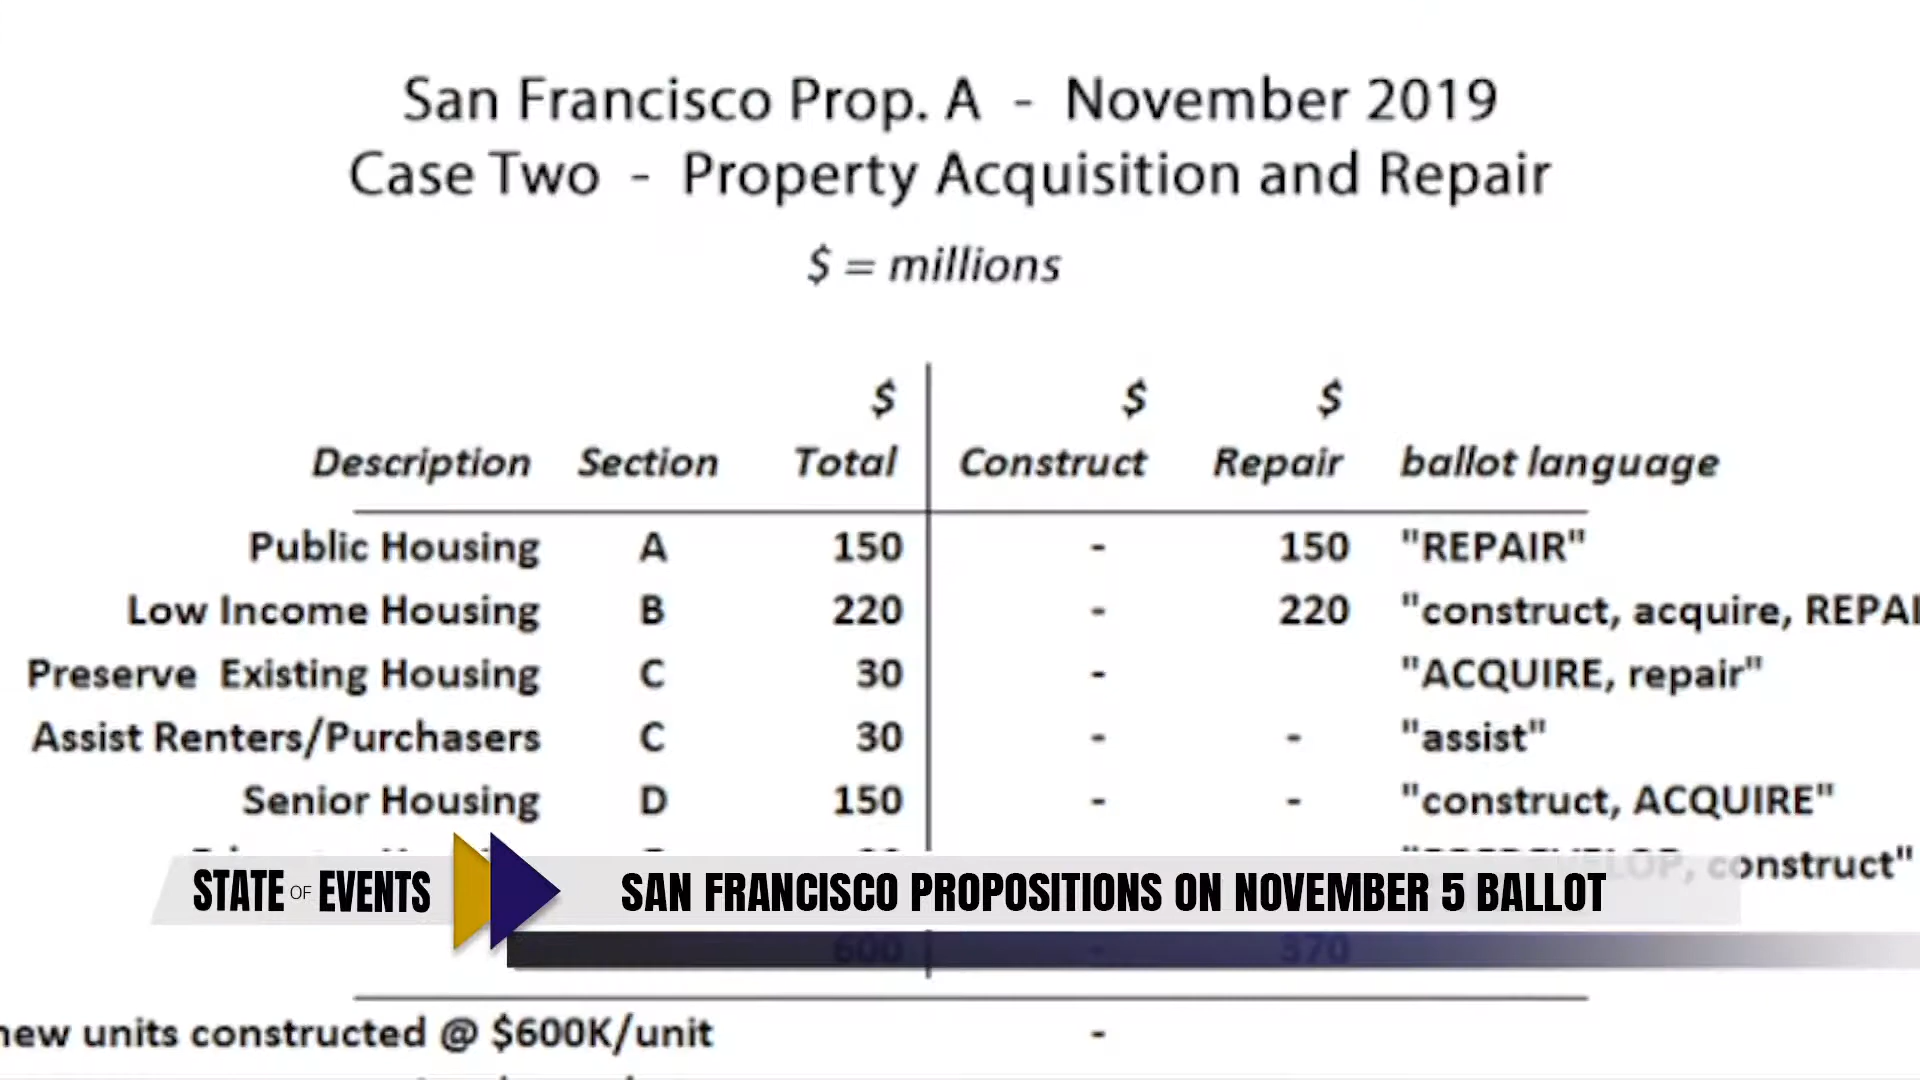 San Francisco Prop. A - November 2019
Case Two - Property Acquisition and Repair
$ = millions
$ $ $
Description Section Total Construct Repair ballot language
Public Housing A 150 - 150 "REPAIR"
Low Income Housing B 220 - 220 "construct, acquire, REPAI
Preserve Existing Housing C 30 - "ACQUIRE, repair"
Assist Renters/Purchasers C 30 - - "assist"
Senior Housing D 150 - - "construct, ACQUIRE"
construct"
STATE OF EVENTS SAN FRANCISCO PROPOSITIONS ON NOVEMBER 5 BALLOT
600 - 370
new units constructed @ $600K/unit -